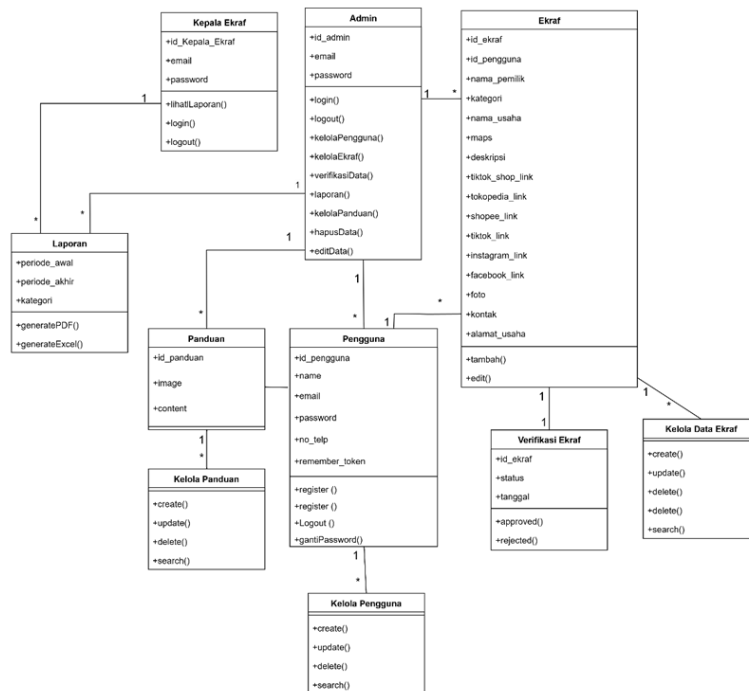 Kepala Ekraf
+id_Kepala_Ekraf
+email
+password
+lihatlLaporan()
+login()
+logout()
Admin
+id_admin
+email
+password
+login()
+logout()
+kelolaPengguna()
+kelolaEkraf()
+verifikasiData()
+laporan()
+kelolaPanduan()
+hapusData()
+editData()
Ekraf
+id_ekraf
+id_pengguna
+nama_pemilik
+kategori
+nama_usaha
+maps
+deskripsi
+tiktok_shop_link
+tokopedia_link
+shopee_link
+tiktok_link
+instagram_link
+facebook_link
+foto
+kontak
+alamat_usaha
+tambah()
+edit()
1
*
1
*
1
*
1
*
1
*
1
*
Laporan
+periode_awal
+periode_akhir
+kategori
+generatePDF()
+generateExcel()
Panduan
+id_panduan
+image
+content
Pengguna
+id_pengguna
+name
+email
+password
+no_telp
+remember_token
+register ()
+register ()
+Logout ()
+gantiPassword()
1
*
1
1
1
*
Kelola Panduan
+create()
+update()
+delete()
+search()
Verifikasi Ekraf
+id_ekraf
+status
+tanggal
+approved()
+rejected()
Kelola Data Ekraf
+create()
+update()
+delete()
+delete()
+search()
1
*
Kelola Pengguna
+create()
+update()
+delete()
+search()